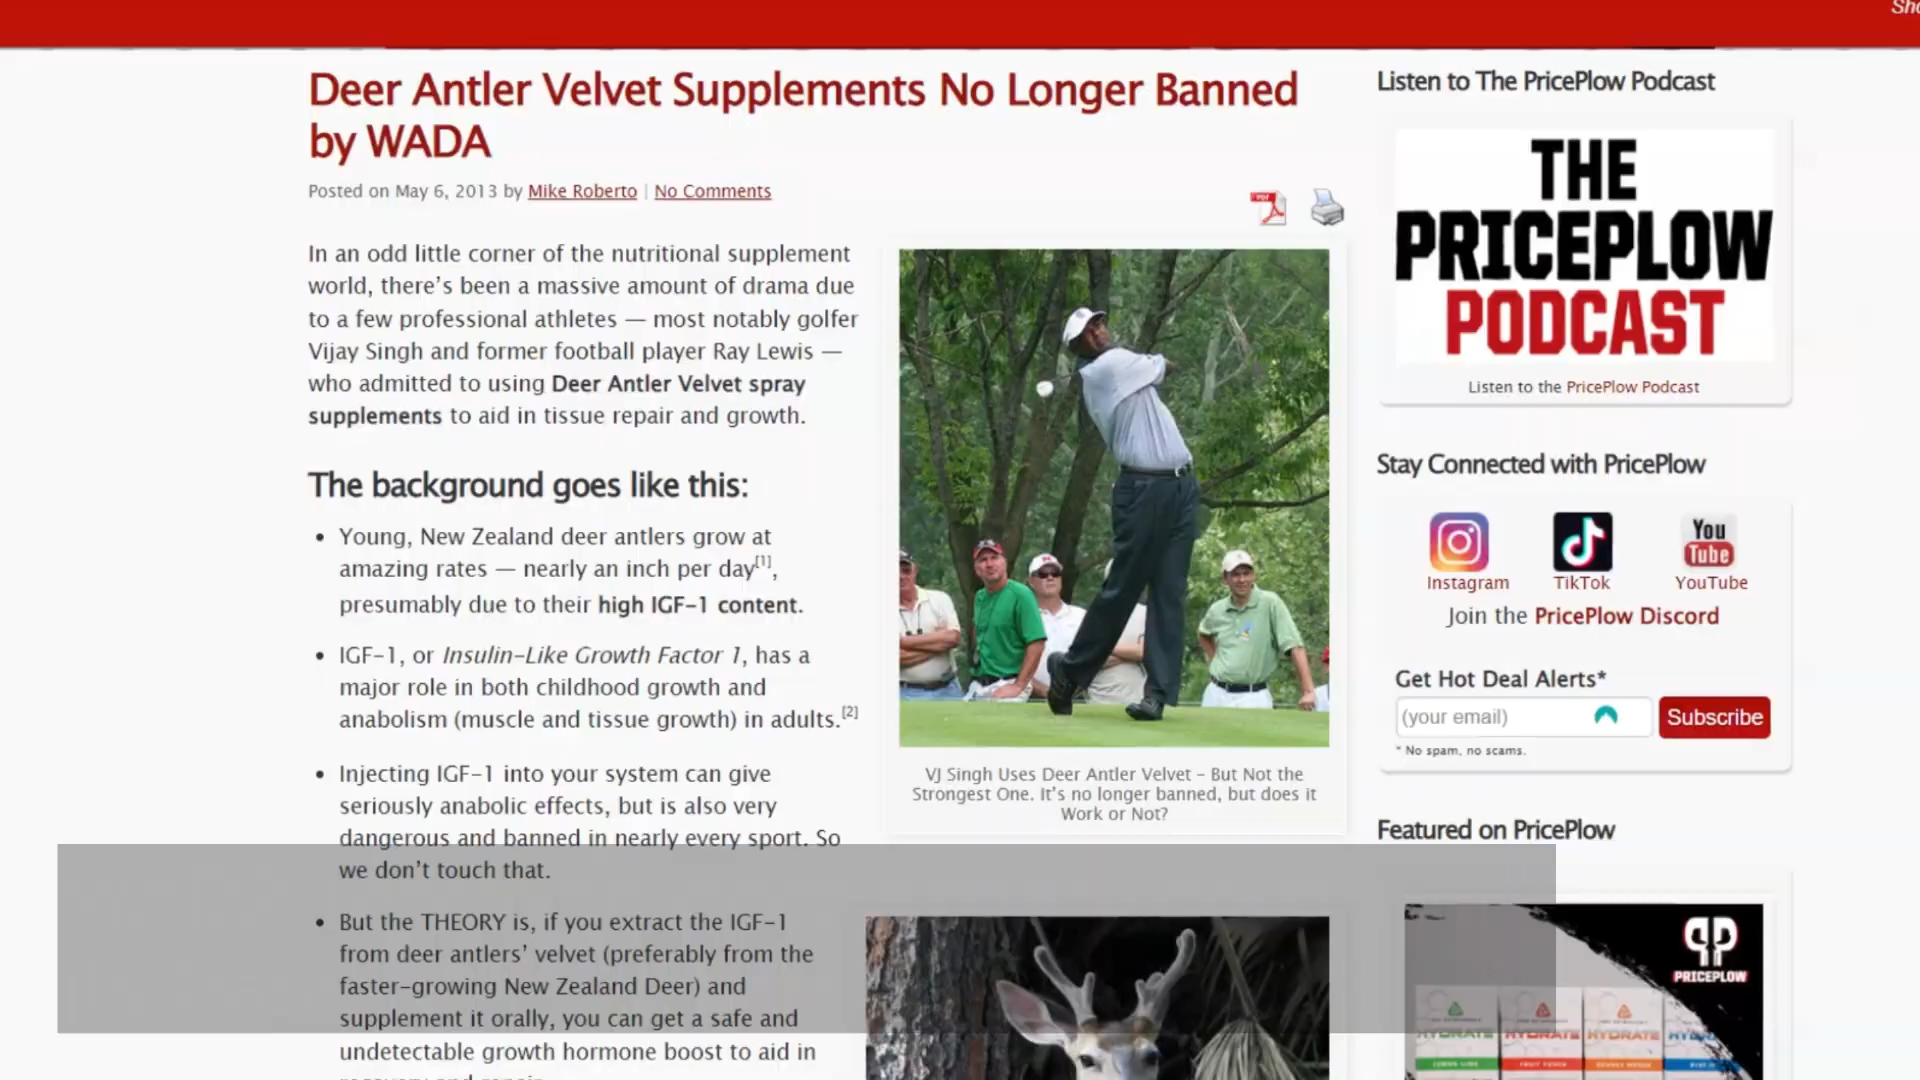 Sho
Deer Antler Velvet Supplements No Longer Banned
by WADA
Posted on May 6, 2013 by Mike Roberto | No Comments
In an odd little corner of the nutritional supplement
world, there's been a massive amount of drama due
to a few professional athletes — most notably golfer
Vijay Singh and former football player Ray Lewis —
who admitted to using Deer Antler Velvet spray
supplements to aid in tissue repair and growth.
The background goes like this:
• Young, New Zealand deer antlers grow at
amazing rates — nearly an inch per day[1],
presumably due to their high IGF-1 content.
• IGF-1, or Insulin-Like Growth Factor 1, has a
major role in both childhood growth and
anabolism (muscle and tissue growth) in adults.[2]
• Injecting IGF-1 into your system can give
seriously anabolic effects, but is also very
dangerous and banned in nearly every sport. So
we don't touch that.
• But the THEORY is, if you extract the IGF-1
from deer antlers' velvet (preferably from the
faster-growing New Zealand Deer) and
supplement it orally, you can get a safe and
undetectable growth hormone boost to aid in
PDF
VJ Singh Uses Deer Antler Velvet – But Not the
Strongest One. It's no longer banned, but does it
Work or Not?
Listen to The PricePlow Podcast
THE
PRICEPLOW
PODCAST
Listen to the PricePlow Podcast
Stay Connected with PricePlow
You
Tube
Instagram TikTok YouTube
Join the PricePlow Discord
Get Hot Deal Alerts*
(your email) Subscribe
* No spam, no scams.
Featured on PricePlow
PRICEPLOW
HYDRATE HYDRATE HYDRATE